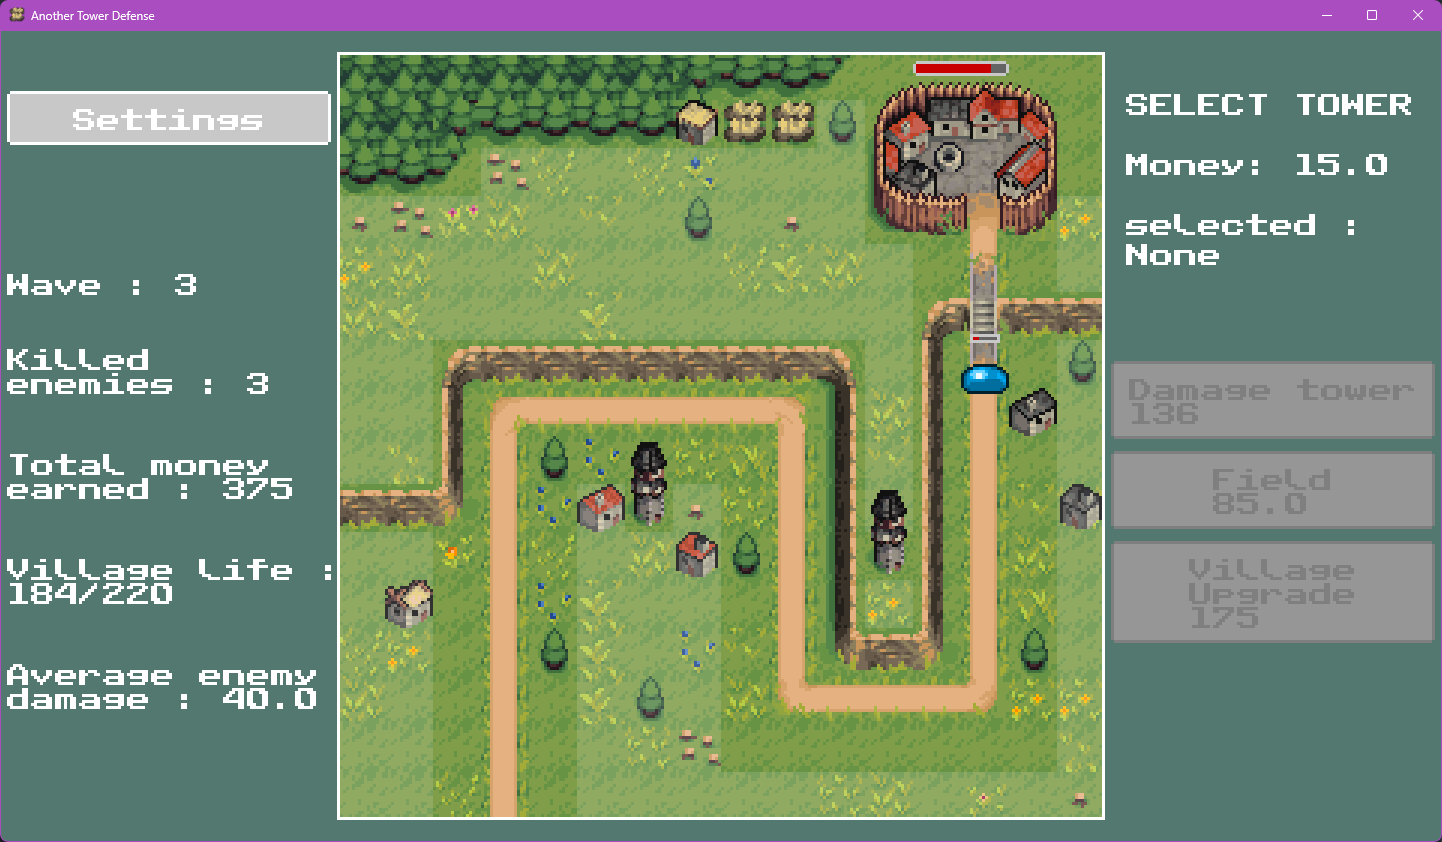 Another Tower Defense
Settings
Wave : 3
Killed
enemies : 3
Total money
earned : 375
Village life :
184/220
Average enemy
damage : 40.0
SELECT TOWER
Money: 15.0
selected :
None
Damage tower
136
Field
85.0
Village
Upgrade
175